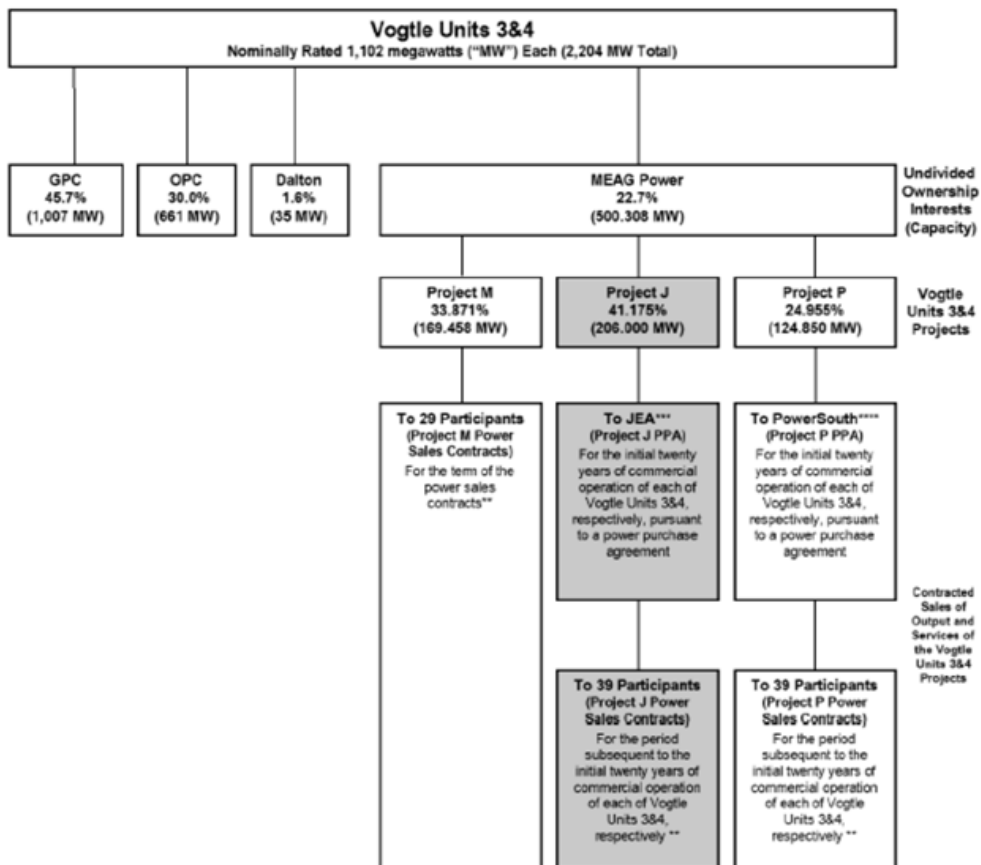 Vogtle Units 3&4
Nominally Rated 1,102 megawatts ("MW") Each (2,204 MW Total)
GPC
45.7%
(1,007 MW)
OPC
30.0%
(661 MW)
Dalton
1.6%
(35 MW)
MEAG Power
22.7%
(500.308 MW)
Undivided
Ownership
Interests
(Capacity)
Project M
33.871%
(169.458 MW)
Project J
41.175%
(206.000 MW)
Project P
24.955%
(124.850 MW)
Vogtle
Units 3&4
Projects
To 29 Participants
(Project M Power
Sales Contracts)
For the term of the
power sales
contracts**
To JEA***
(Project J PPA)
For the initial twenty
years of commercial
operation of each of
Vogtle Units 3&4,
respectively, pursuant
to a power purchase
agreement
To PowerSouth****
(Project P PPA)
For the initial twenty
years of commercial
operation of each of
Vogtle Units 3&4,
respectively, pursuant
to a power purchase
agreement
Contracted
Sales of
Output and
Services of
the Vogtle
Units 3&4
Projects
To 39 Participants
(Project J Power
Sales Contracts)
For the period
subsequent to the
initial twenty years of
commercial operation
of each of Vogtle
Units 3&4,
respectively **
To 39 Participants
(Project P Power
Sales Contracts)
For the period
subsequent to the
initial twenty years of
commercial operation
of each of Vogtle
Units 3&4,
respectively **